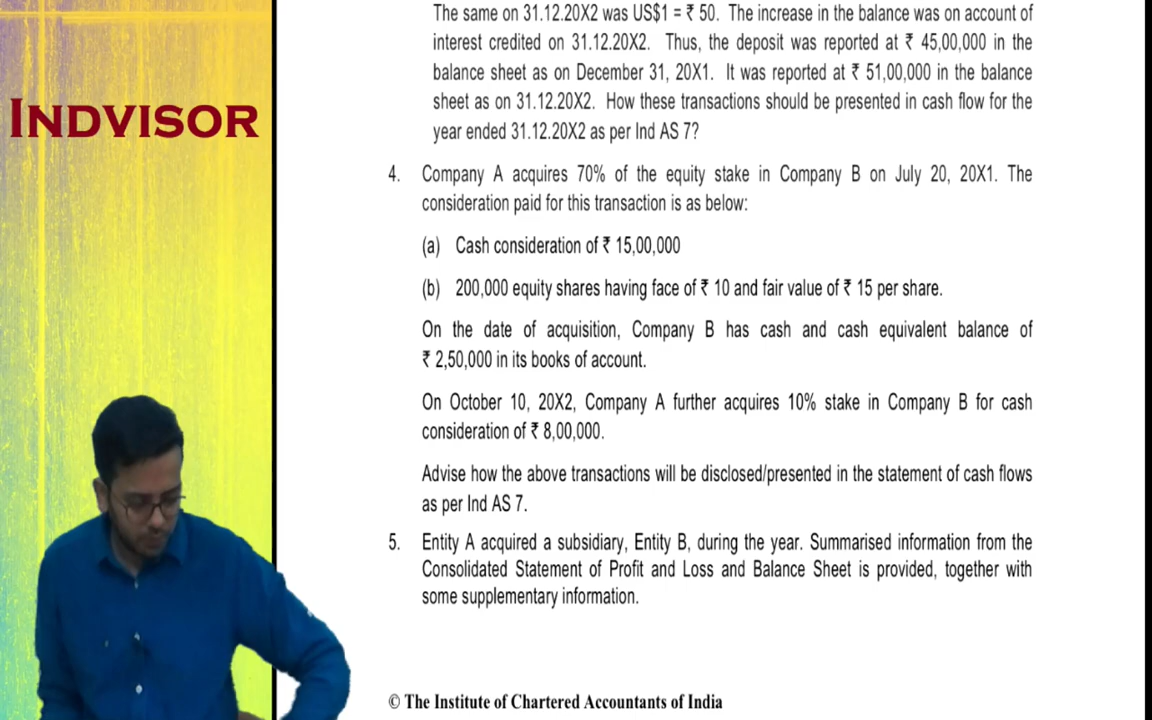 The same on 31.12.20X2 was US$1 = ₹ 50. The increase in the balance was on account of
interest credited on 31.12.20X2. Thus, the deposit was reported at ₹ 45,00,000 in the
balance sheet as on December 31, 20X1. It was reported at ₹ 51,00,000 in the balance
sheet as on 31.12.20X2. How these transactions should be presented in cash flow for the
year ended 31.12.20X2 as per Ind AS 7?
INDVISOR
4. Company A acquires 70% of the equity stake in Company B on July 20, 20X1. The
consideration paid for this transaction is as below:
(a) Cash consideration of ₹ 15,00,000
(b) 200,000 equity shares having face of ₹ 10 and fair value of ₹ 15 per share.
On the date of acquisition, Company B has cash and cash equivalent balance of
₹ 2,50,000 in its books of account.
On October 10, 20X2, Company A further acquires 10% stake in Company B for cash
consideration of ₹ 8,00,000.
Advise how the above transactions will be disclosed/presented in the statement of cash flows
as per Ind AS 7.
5. Entity A acquired a subsidiary, Entity B, during the year. Summarised information from the
Consolidated Statement of Profit and Loss and Balance Sheet is provided, together with
some supplementary information.
© The Institute of Chartered Accountants of India